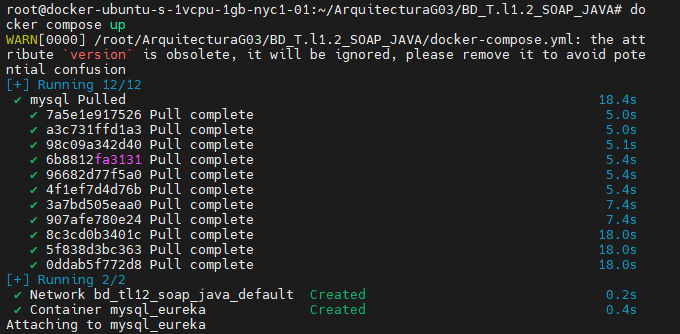 root@docker-ubuntu-s-1vcpu-1gb-nyc1-01:~/ArquitecturaG03/BD_T.l1.2_SOAP_JAVA# do
cker compose up
WARN[0000] /root/ArquitecturaG03/BD_T.l1.2_SOAP_JAVA/docker-compose.yml: the att
ribute `version` is obsolete, it will be ignored, please remove it to avoid pote
ntial confusion
[+] Running 12/12
✔ mysql Pulled 18.4s
✔ 7a5e1e917526 Pull complete 5.0s
✔ a3c731ffd1a3 Pull complete 5.0s
✔ 98c09a342d40 Pull complete 5.1s
✔ 6b8812fa3131 Pull complete 5.4s
✔ 96682d77f5a0 Pull complete 5.4s
✔ 4f1ef7d4d76b Pull complete 5.4s
✔ 3a7bd505eaa0 Pull complete 7.4s
✔ 907afe780e24 Pull complete 7.4s
✔ 8c3cd0b3401c Pull complete 18.0s
✔ 5f838d3bc363 Pull complete 18.0s
✔ 0ddab5f772d8 Pull complete 18.0s
[+] Running 2/2
✔ Network bd_tl12_soap_java_default Created 0.2s
✔ Container mysql_eureka Created 0.4s
Attaching to mysql_eureka